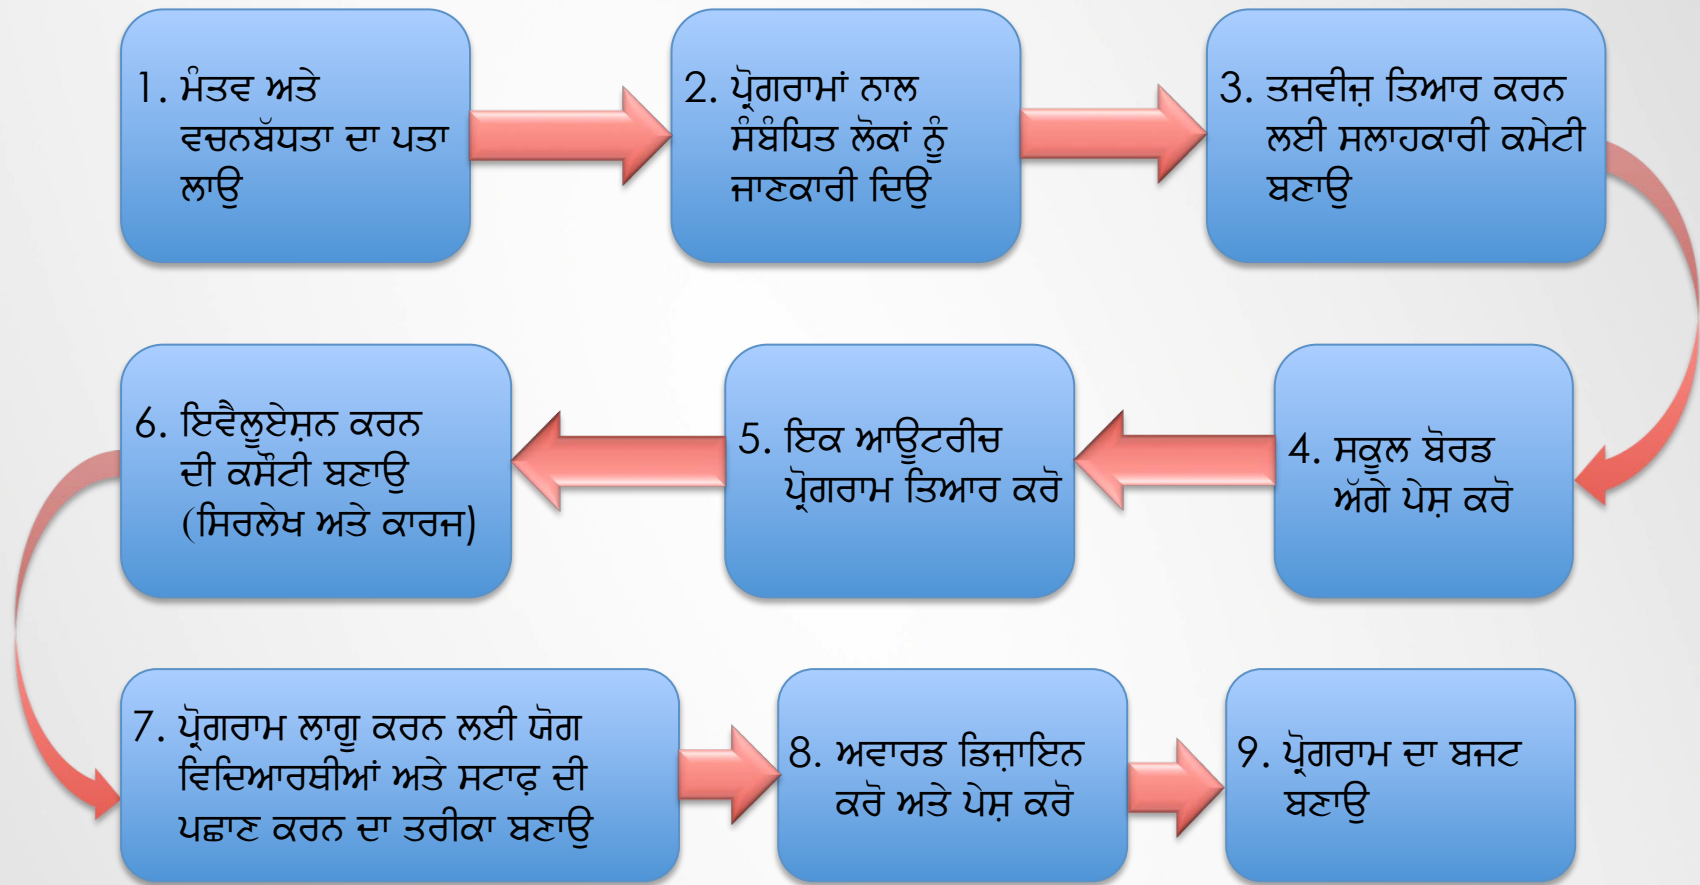 1. ਮੰਤਵ ਅਤੇ
ਵਚਨਬੱਧਤਾ ਦਾ ਪਤਾ
ਲਾਉ
2. ਪ੍ਰੋਗਰਾਮਾਂ ਨਾਲ
ਸੰਬੰਧਿਤ ਲੋਕਾਂ ਨੂੰ
ਜਾਣਕਾਰੀ ਦਿਉ
3. ਤਜਵੀਜ਼ ਤਿਆਰ ਕਰਨ
ਲਈ ਸਲਾਹਕਾਰੀ ਕਮੇਟੀ
ਬਣਾਉ
4. ਸਕੂਲ ਬੋਰਡ
ਅੱਗੇ ਪੇਸ਼ ਕਰੋ
5. ਇਕ ਆਊਟਰੀਚ
ਪ੍ਰੋਗਰਾਮ ਤਿਆਰ ਕਰੋ
6. ਇਵੈਲੂਏਸ਼ਨ ਕਰਨ
ਦੀ ਕਸੌਟੀ ਬਣਾਉ
(ਸਿਰਲੇਖ ਅਤੇ ਕਾਰਜ)
7. ਪ੍ਰੋਗਰਾਮ ਲਾਗੂ ਕਰਨ ਲਈ ਯੋਗ
ਵਿਦਿਆਰਥੀਆਂ ਅਤੇ ਸਟਾਫ਼ ਦੀ
ਪਛਾਣ ਕਰਨ ਦਾ ਤਰੀਕਾ ਬਣਾਉ
8. ਅਵਾਰਡ ਡਿਜ਼ਾਇਨ
ਕਰੋ ਅਤੇ ਪੇਸ਼ ਕਰੋ
9. ਪ੍ਰੋਗਰਾਮ ਦਾ ਬਜਟ
ਬਣਾਉ